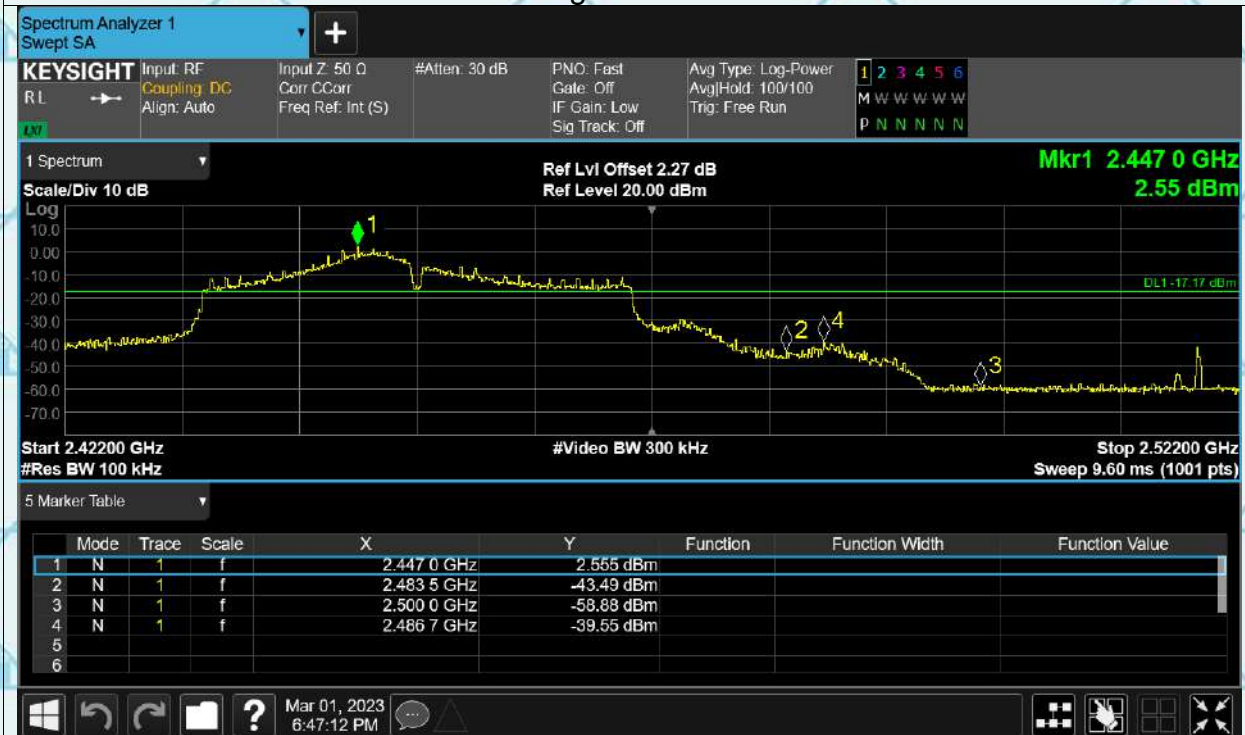 Spectrum Analyzer 1
Swept SA
+
KEYSIGHT
RL
LXI
Input: RF
Coupling: DC
Align: Auto
Input Z: 50 Ω
Corr CCorr
Freq Ref: Int (S)
#Atten: 30 dB
PNO: Fast
Gate: Off
IF Gain: Low
Sig Track: Off
Avg Type: Log-Power
Avg|Hold: 100/100
Trig: Free Run
1 2 3 4 5 6
M W W W W W
P N N N N N
1 Spectrum
Scale/Div 10 dB
Ref Lvl Offset 2.27 dB
Ref Level 20.00 dBm
Mkr1 2.447 0 GHz
2.55 dBm
Log
10.0
0.00
-10.0
-20.0
-30.0
-40.0
-50.0
-60.0
-70.0
1
2
4
3
DL1 -17.17 dBm
Start 2.42200 GHz
#Res BW 100 kHz
#Video BW 300 kHz
Stop 2.52200 GHz
Sweep 9.60 ms (1001 pts)
5 Marker Table
Mode Trace Scale X Y Function Function Width Function Value
1 N 1 f 2.447 0 GHz 2.555 dBm
2 N 1 f 2.483 5 GHz -43.49 dBm
3 N 1 f 2.500 0 GHz -58.88 dBm
4 N 1 f 2.486 7 GHz -39.55 dBm
5
6
?
Mar 01, 2023
6:47:12 PM